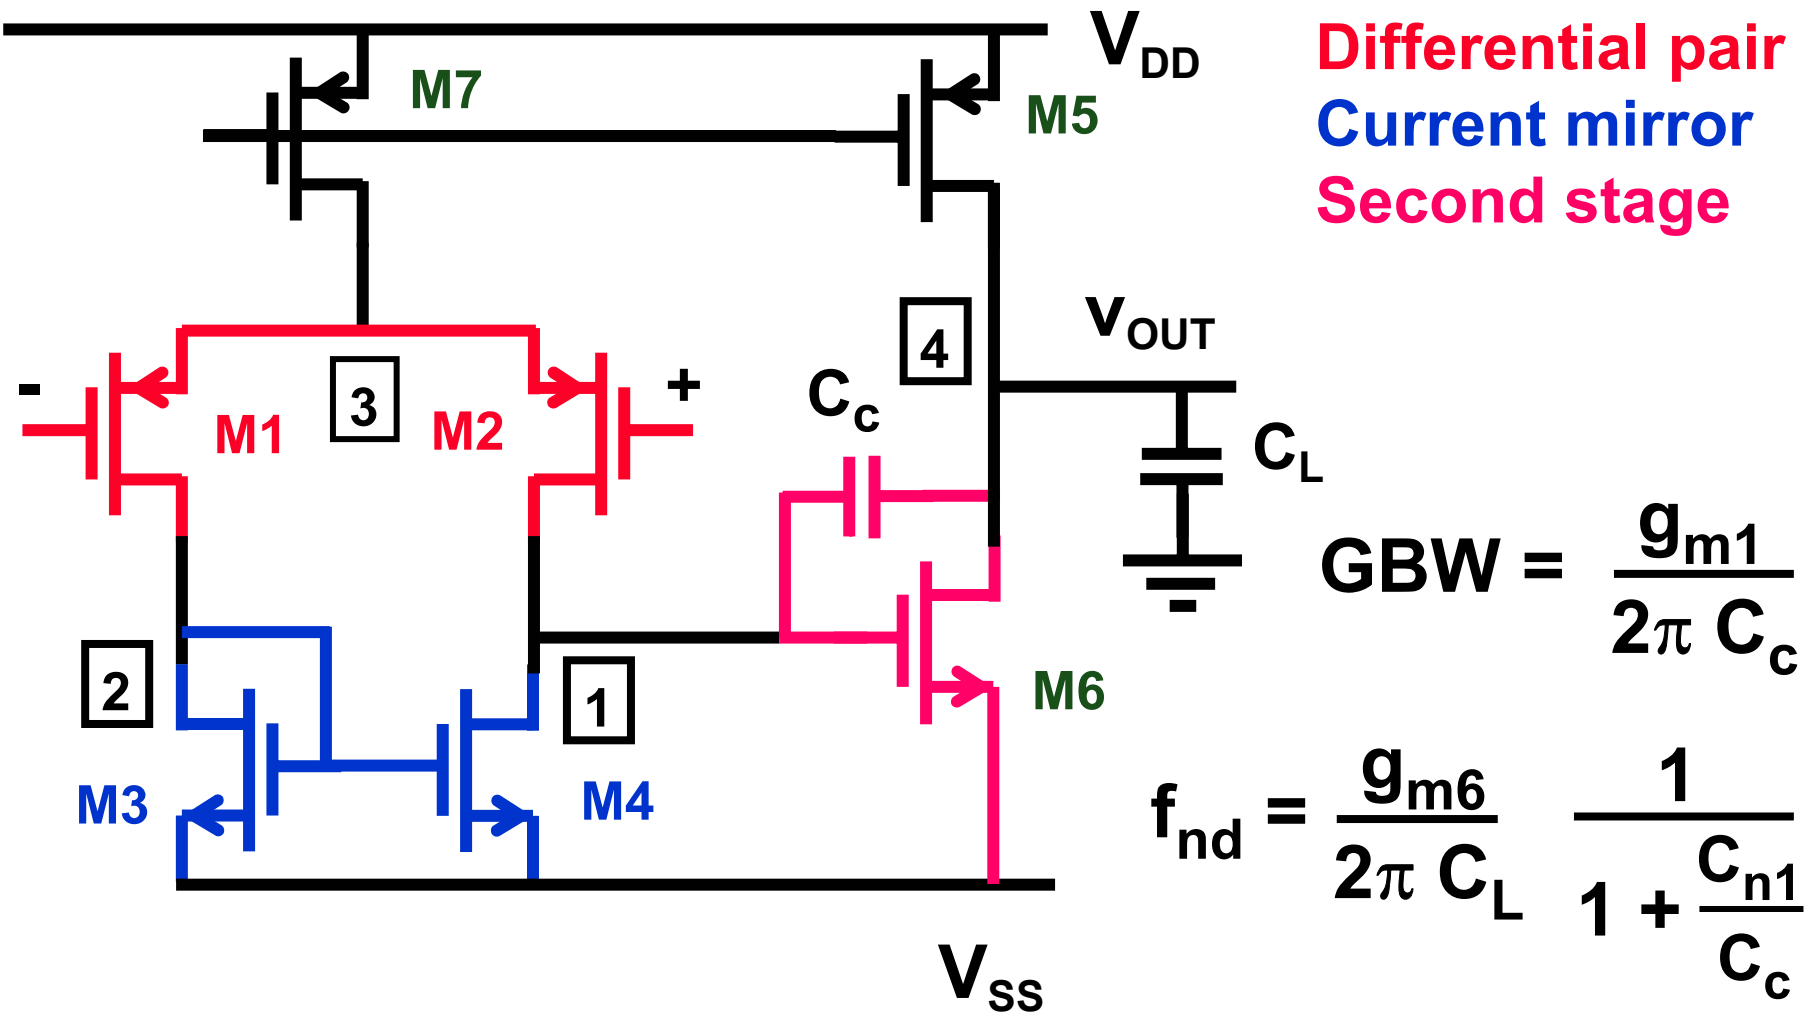 V_DD
Differential pair
Current mirror
Second stage
M7
M5
v_OUT
4
3
-
+
M1
M2
C_c
C_L
GBW = g_m1 / 2π C_c
2
1
M6
M3
M4
f_nd = g_m6 / 2π C_L 1 / 1 + C_n1 / C_c
V_SS